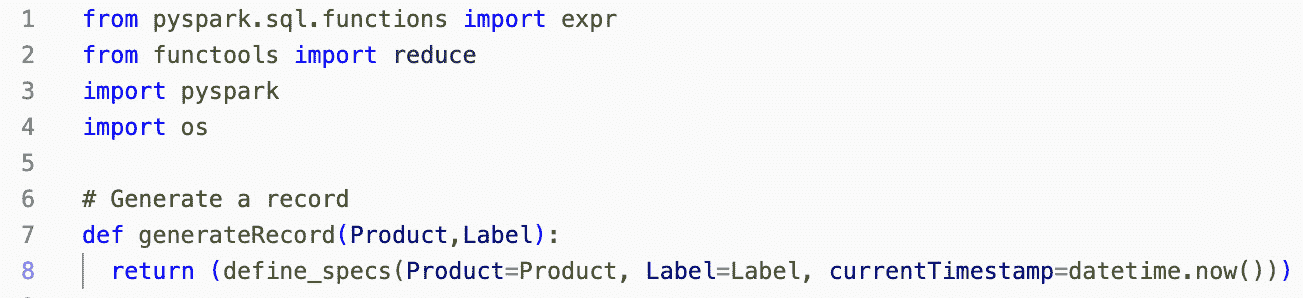 1 from pyspark.sql.functions import expr
2 from functools import reduce
3 import pyspark
4 import os
5
6 # Generate a record
7 def generateRecord(Product,Label):
8   return (define_specs(Product=Product, Label=Label, currentTimestamp=datetime.now()))